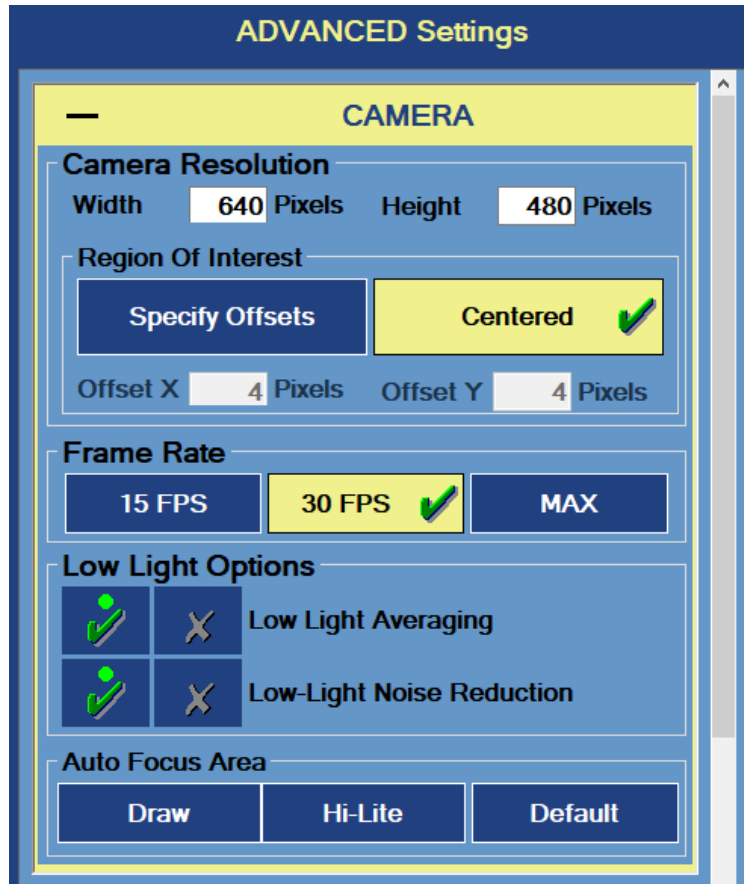 ADVANCED Settings
CAMERA
Camera Resolution
Width 640 Pixels Height 480 Pixels
Region Of Interest
Specify Offsets Centered
Offset X 4 Pixels Offset Y 4 Pixels
Frame Rate
15 FPS 30 FPS MAX
Low Light Options
Low Light Averaging
Low-Light Noise Reduction
Auto Focus Area
Draw Hi-Lite Default